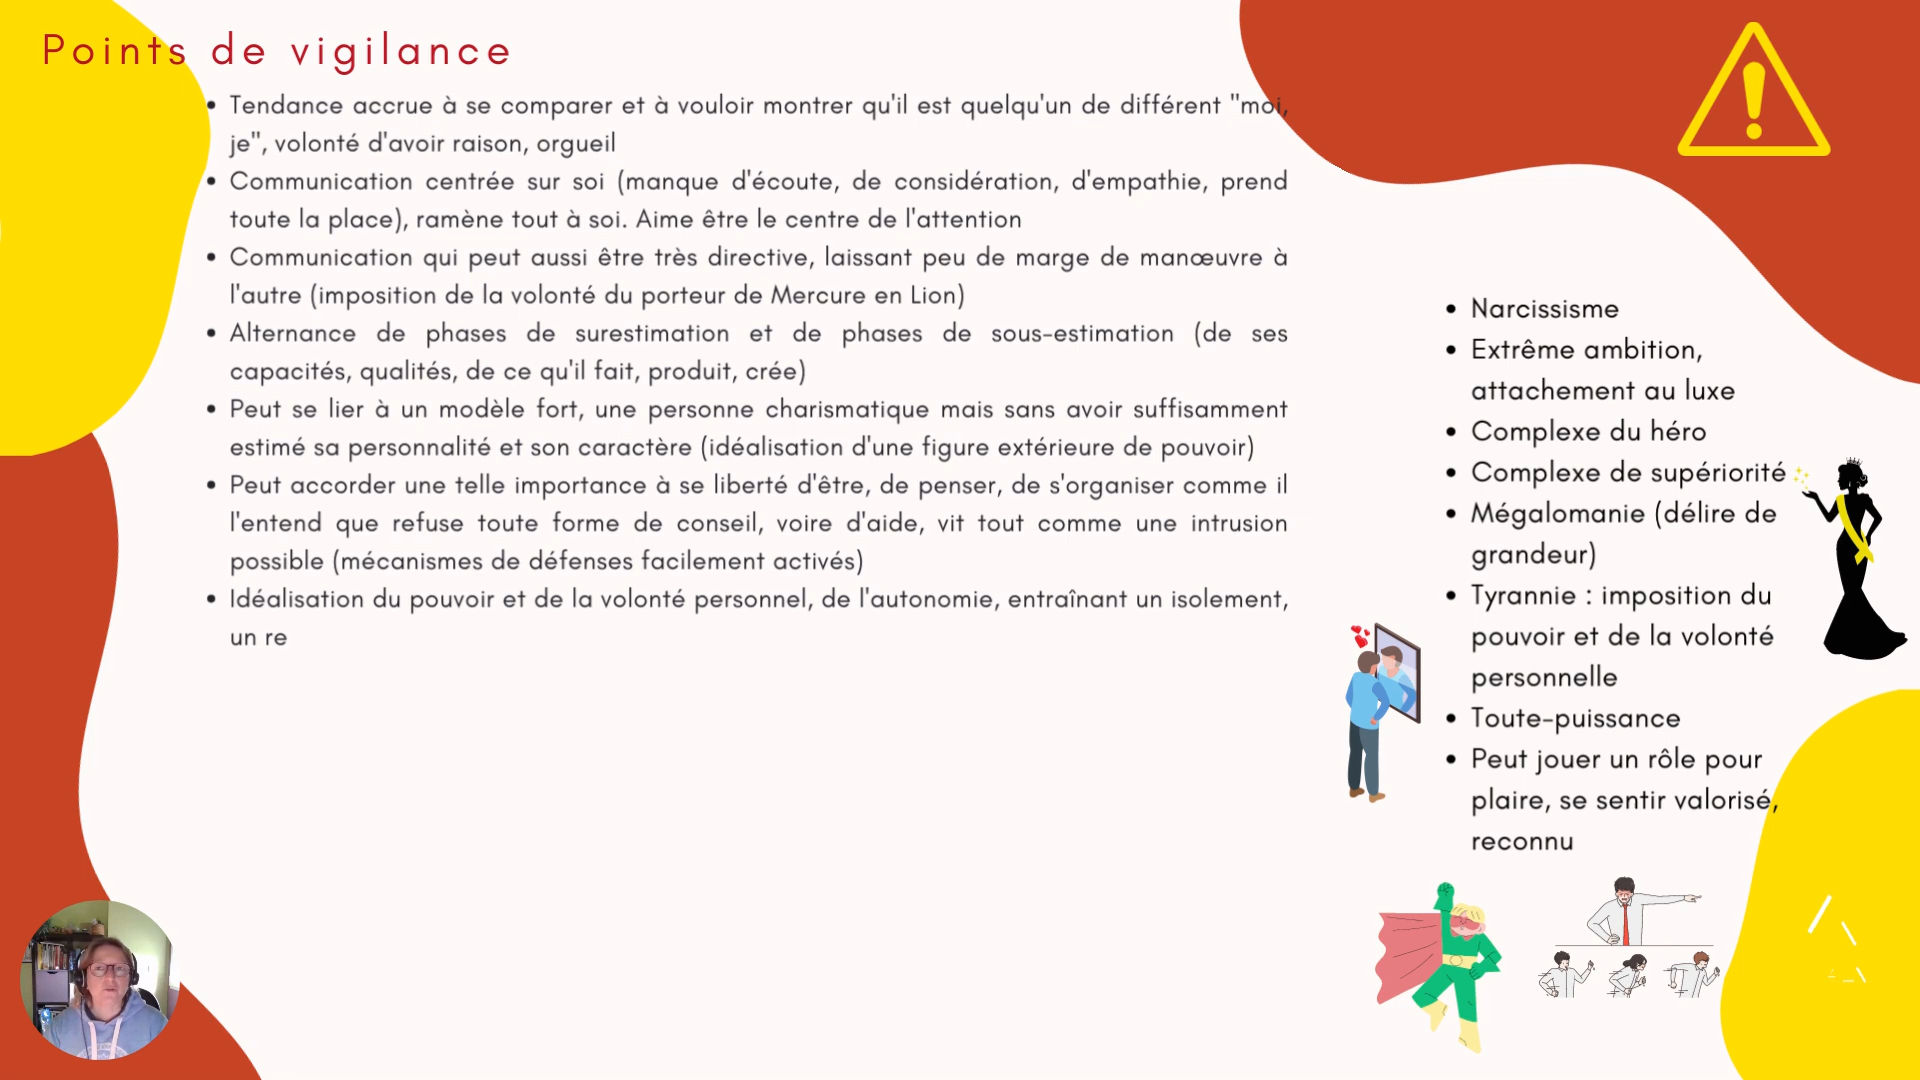 Points de vigilance
Tendance accrue à se comparer et à vouloir montrer qu'il est quelqu'un de différent "moi,
je", volonté d'avoir raison, orgueil
Communication centrée sur soi (manque d'écoute, de considération, d'empathie, prend
toute la place), ramène tout à soi. Aime être le centre de l'attention
Communication qui peut aussi être très directive, laissant peu de marge de manœuvre à
l'autre (imposition de la volonté du porteur de Mercure en Lion)
Alternance de phases de surestimation et de phases de sous-estimation (de ses
capacités, qualités, de ce qu'il fait, produit, crée)
Peut se lier à un modèle fort, une personne charismatique mais sans avoir suffisamment
estimé sa personnalité et son caractère (idéalisation d'une figure extérieure de pouvoir)
Peut accorder une telle importance à se liberté d'être, de penser, de s'organiser comme il
l'entend que refuse toute forme de conseil, voire d'aide, vit tout comme une intrusion
possible (mécanismes de défenses facilement activés)
Idéalisation du pouvoir et de la volonté personnel, de l'autonomie, entraînant un isolement,
un re
Narcissisme
Extrême ambition,
attachement au luxe
Complexe du héro
Complexe de supériorité
Mégalomanie (délire de
grandeur)
Tyrannie : imposition du
pouvoir et de la volonté
personnelle
Toute-puissance
Peut jouer un rôle pour
plaire, se sentir valorisé,
reconnu